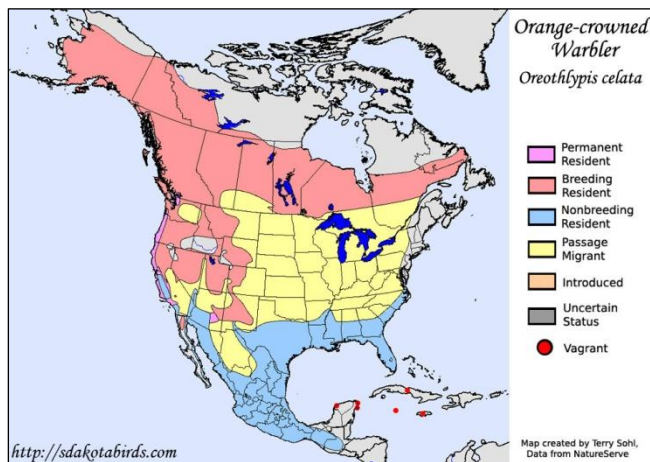 Orange-crowned
Warbler
Oreothlypis celata
Permanent
Resident
Breeding
Resident
Nonbreeding
Resident
Passage
Migrant
Introduced
Uncertain
Status
Vagrant
http://sdakotabirds.com
Map created by Terry Sohl,
Data from NatureServe